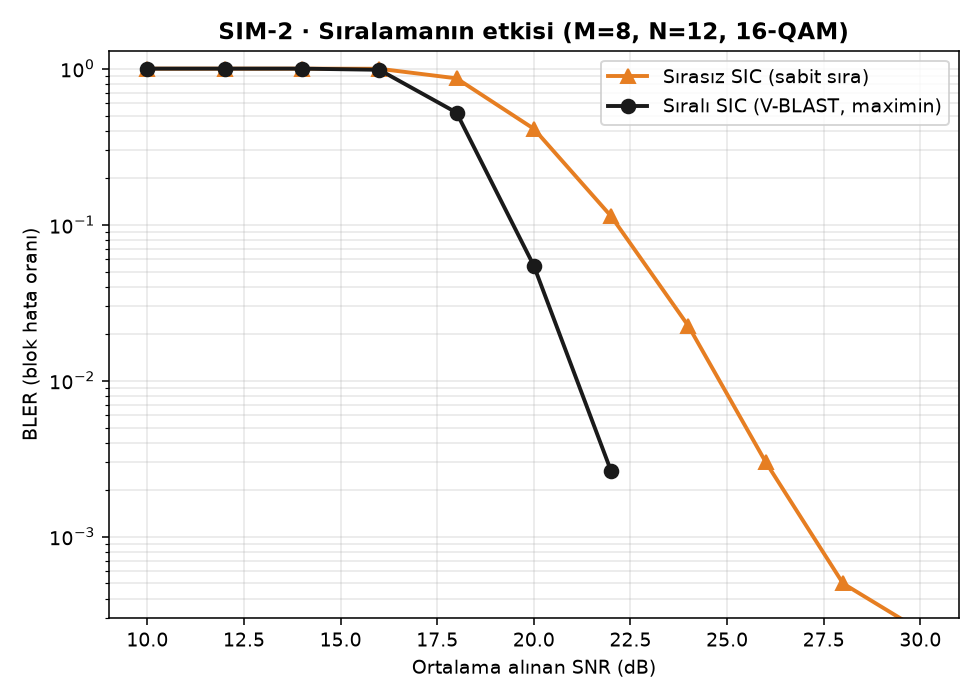 SIM-2 · Sıralamanın etkisi (M=8, N=12, 16-QAM)
Sırasız SIC (sabit sıra)
Sıralı SIC (V-BLAST, maximin)
BLER (blok hata oranı)
10⁰
10⁻¹
10⁻²
10⁻³
10.0 12.5 15.0 17.5 20.0 22.5 25.0 27.5 30.0
Ortalama alınan SNR (dB)